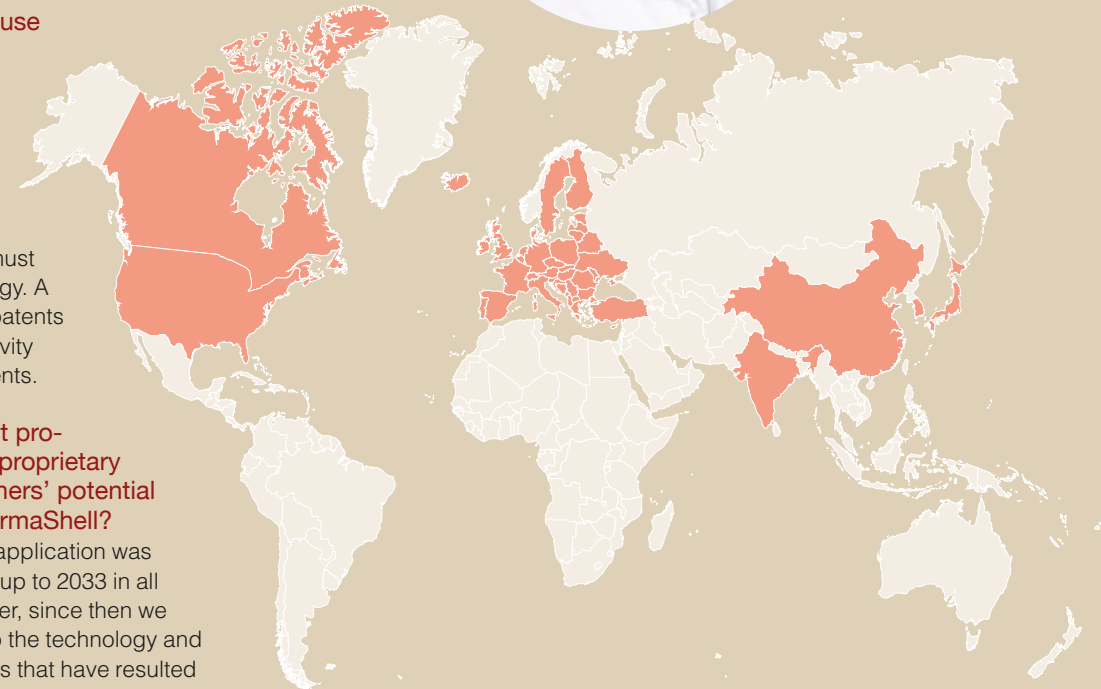 use
nust
gy. A
patents
vity
ents.
t pro-
proprietary
ners’ potential
rmaShell?
application was
up to 2033 in all
er, since then we
o the technology and
s that have resulted